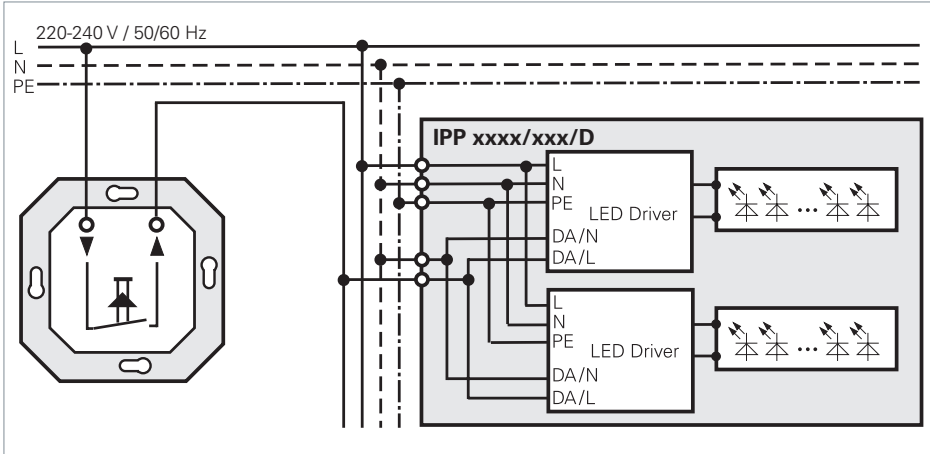 220-240 V / 50/60 Hz
L
N
PE
IPP xxxx/xxx/D
L
N
PE
LED Driver
DA/N
DA/L
...
L
N
PE
LED Driver
DA/N
DA/L
...